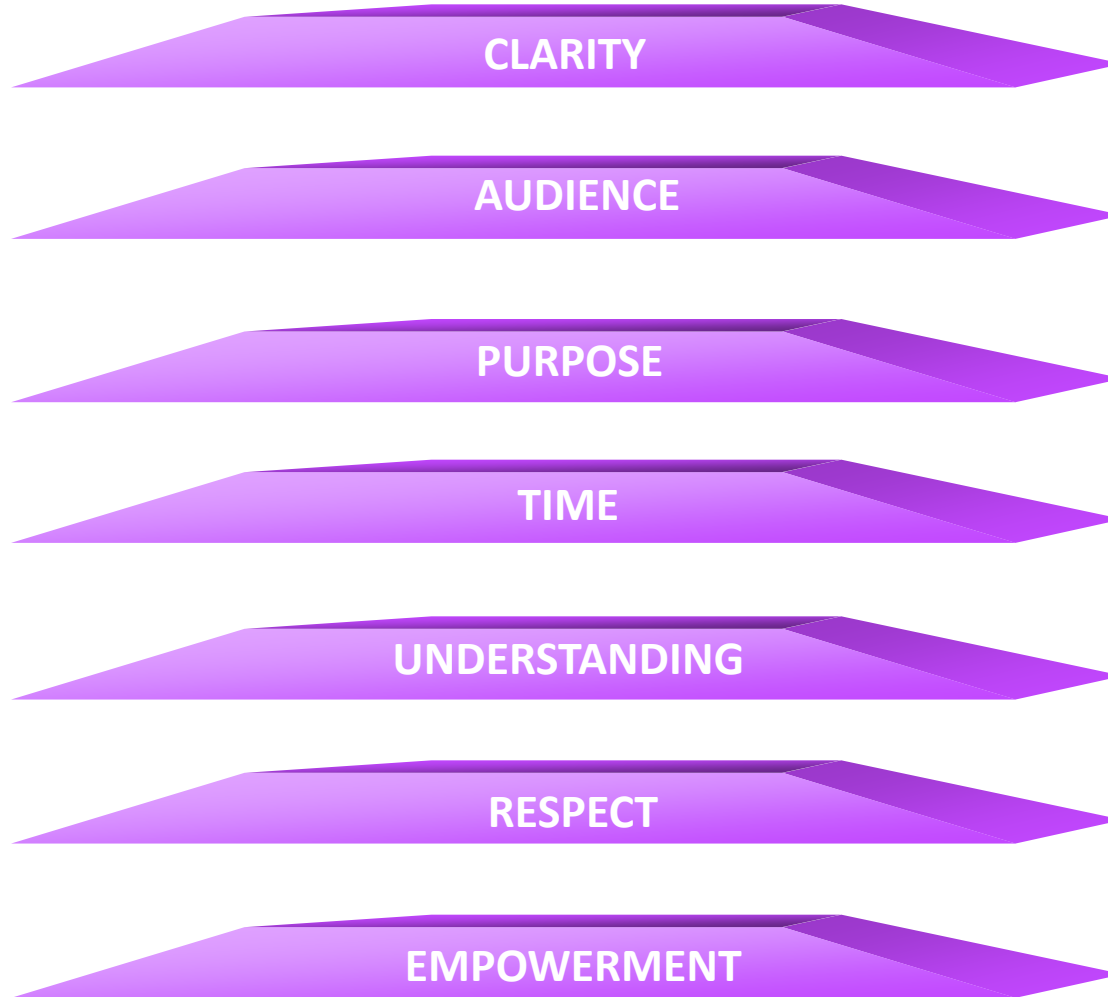 CLARITY
AUDIENCE
PURPOSE
TIME
UNDERSTANDING
RESPECT
EMPOWERMENT